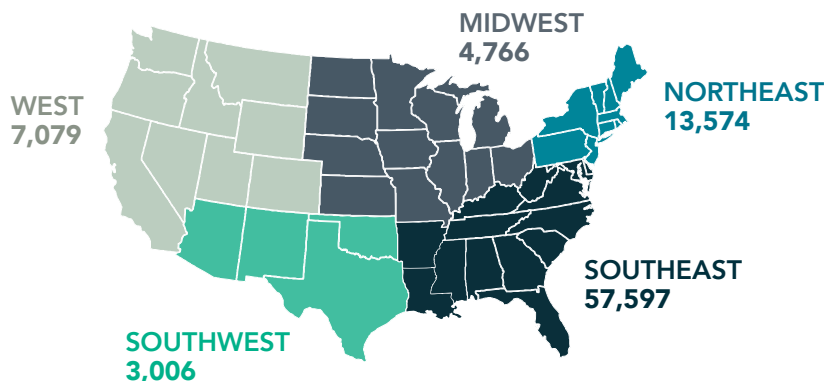 MIDWEST
4,766
WEST
7,079
NORTHEAST
13,574
SOUTHEAST
57,597
SOUTHWEST
3,006